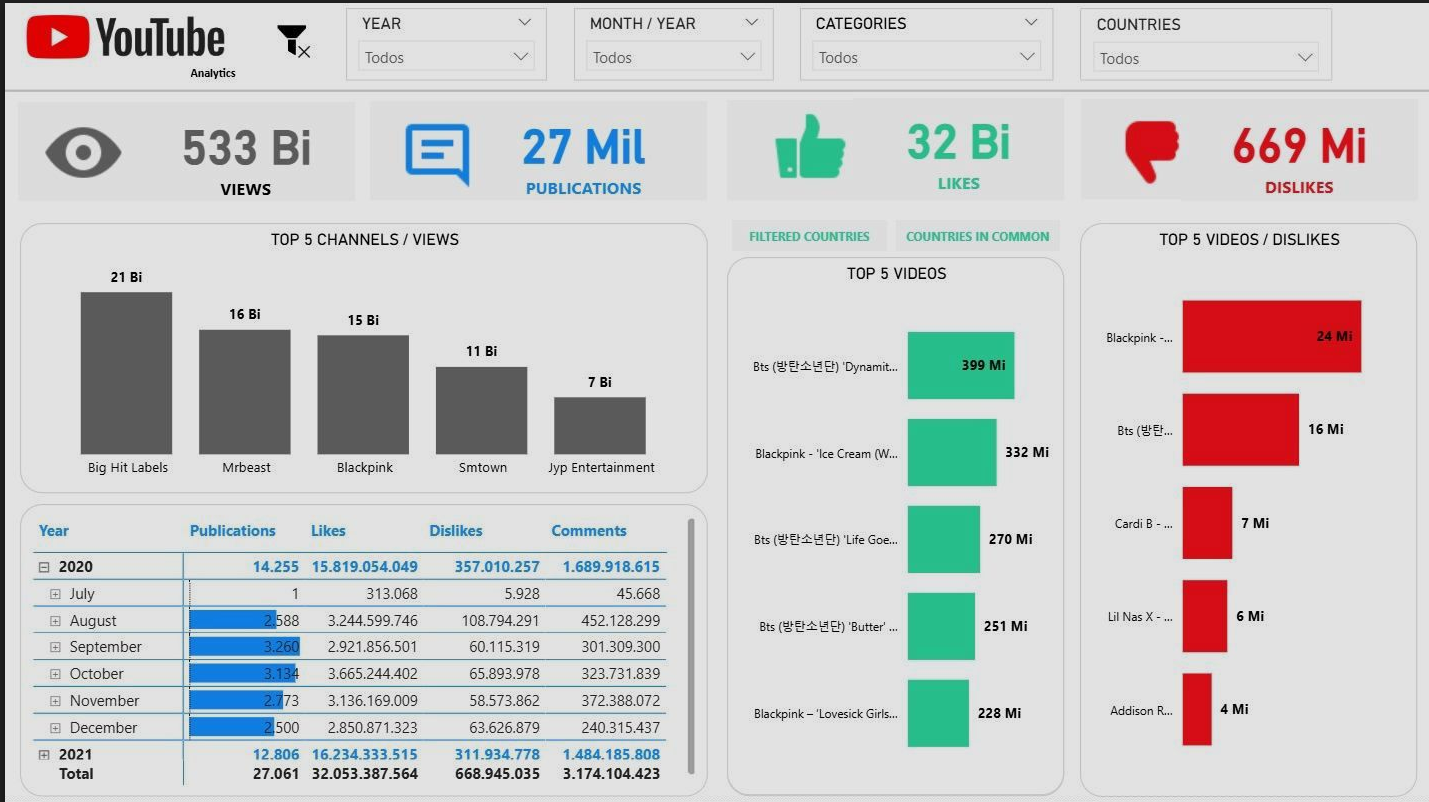 YouTube
Analytics
YEAR
Todos
MONTH / YEAR
Todos
CATEGORIES
Todos
COUNTRIES
Todos
533 Bi
VIEWS
27 Mil
PUBLICATIONS
32 Bi
LIKES
669 Mi
DISLIKES
TOP 5 CHANNELS / VIEWS
21 Bi
16 Bi
15 Bi
11 Bi
7 Bi
Big Hit Labels Mrbeast Blackpink Smtown Jyp Entertainment
Year Publications Likes Dislikes Comments
2020 14.255 15.819.054.049 357.010.257 1.689.918.615
July 1 313.068 5.928 45.668
August 2.588 3.244.599.746 108.794.291 452.128.299
September 3.260 2.921.856.501 60.115.319 301.309.300
October 3.134 3.665.244.402 65.893.978 323.731.839
November 2.773 3.136.169.009 58.573.862 372.388.072
December 2.500 2.850.871.323 63.626.879 240.315.437
2021 12.806 16.234.333.515 311.934.778 1.484.185.808
Total 27.061 32.053.387.564 668.945.035 3.174.104.423
FILTERED COUNTRIES
COUNTRIES IN COMMON
TOP 5 VIDEOS
Bts (방탄소년단) 'Dynamit... 399 Mi
Blackpink - 'Ice Cream (W... 332 Mi
Bts (방탄소년단) 'Life Goe... 270 Mi
Bts (방탄소년단) 'Butter' ... 251 Mi
Blackpink – 'Lovesick Girls... 228 Mi
TOP 5 VIDEOS / DISLIKES
Blackpink -... 24 Mi
Bts (방탄... 16 Mi
Cardi B - ... 7 Mi
Lil Nas X - ... 6 Mi
Addison R... 4 Mi